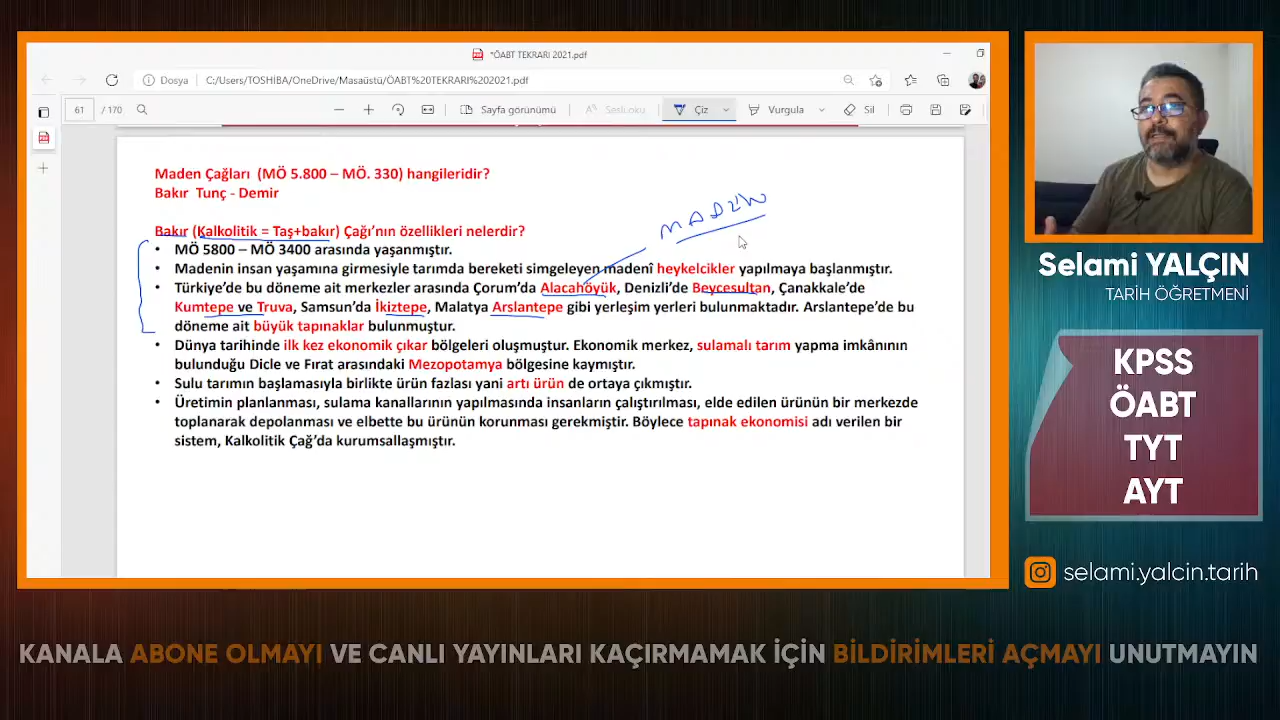 *ÖABT TEKRARI 2021.pdf
Dosya C:/Users/TOSHIBA/OneDrive/Masaüstü/ÖABT%20TEKRARI%202021.pdf
61 / 170 Sayfa görünümü Sesli oku Çiz Vurgula Sil
Maden Çağları (MÖ 5.800 – MÖ. 330) hangileridir?
Bakır Tunç - Demir
MADEN
Bakır (Kalkolitik = Taş+bakır) Çağı’nın özellikleri nelerdir?
• MÖ 5800 – MÖ 3400 arasında yaşanmıştır.
• Madenin insan yaşamına girmesiyle tarımda bereketi simgeleyen madenî heykelcikler yapılmaya başlanmıştır.
• Türkiye’de bu döneme ait merkezler arasında Çorum’da Alacahöyük, Denizli’de Beycesultan, Çanakkale’de
Kumtepe ve Truva, Samsun’da İkiztepe, Malatya Arslantepe gibi yerleşim yerleri bulunmaktadır. Arslantepe’de bu
döneme ait büyük tapınaklar bulunmuştur.
• Dünya tarihinde ilk kez ekonomik çıkar bölgeleri oluşmuştur. Ekonomik merkez, sulamalı tarım yapma imkânının
bulunduğu Dicle ve Fırat arasındaki Mezopotamya bölgesine kaymıştır.
• Sulu tarımın başlamasıyla birlikte ürün fazlası yani artı ürün de ortaya çıkmıştır.
• Üretimin planlanması, sulama kanallarının yapılmasında insanların çalıştırılması, elde edilen ürünün bir merkezde
toplanarak depolanması ve elbette bu ürünün korunması gerekmiştir. Böylece tapınak ekonomisi adı verilen bir
sistem, Kalkolitik Çağ’da kurumsallaşmıştır.
Selami YALÇIN
TARİH ÖĞRETMENİ
KPSS
ÖABT
TYT
AYT
selami.yalcin.tarih
KANALA ABONE OLMAYI VE CANLI YAYINLARI KAÇIRMAMAK İÇİN BİLDİRİMLERİ AÇMAYI UNUTMAYIN